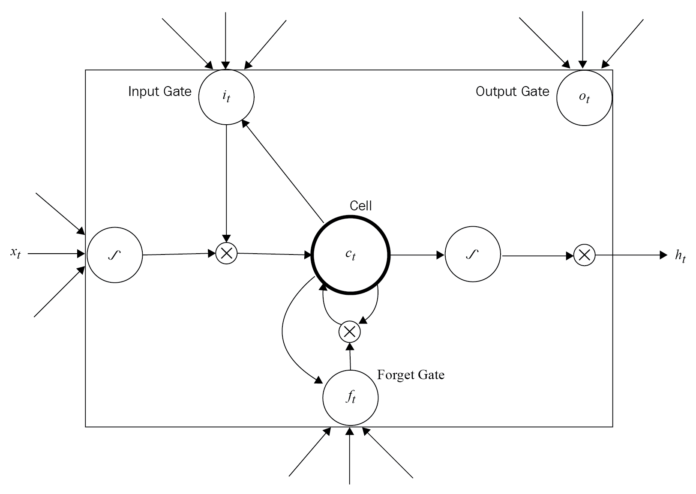 Input Gate
i_t
Output Gate
o_t
Cell
x_t
ʃ
×
c_t
ʃ
×
h_t
×
Forget Gate
f_t